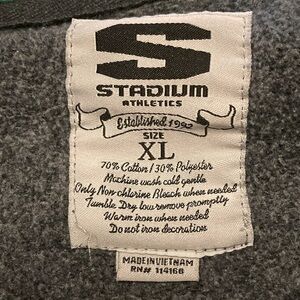 S
STADIUM
ATHLETICS
Established 1992
SIZE
XL
70% Cotton / 30% Polyester
Machine wash cold gentle
Only Non-chlorine Bleach when needed
Tumble Dry low remove promptly
Warm iron when needed
Do not iron decoration
MADE IN VIETNAM
RN# 114166